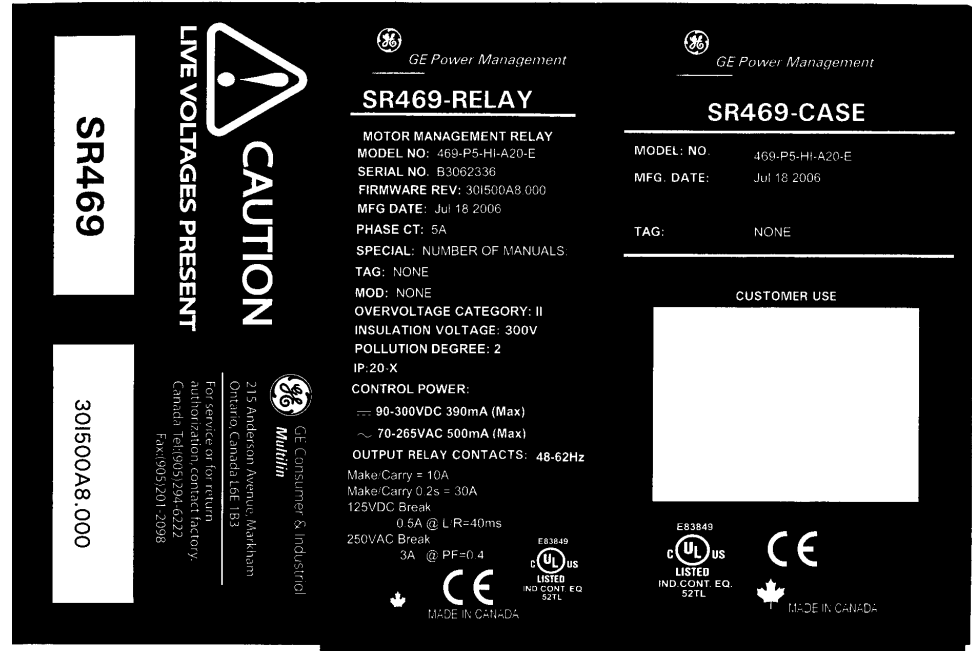 SR469
30I500A8.000
CAUTION
LIVE VOLTAGES PRESENT
GE Consumer & Industrial
Multilin
215 Anderson Avenue, Markham
Ontario, Canada L6E 1B3
For service or for return
authorization, contact factory.
Canada Tel:(905)294-6222
Fax:(905)201-2098
GE Power Management
SR469-RELAY
MOTOR MANAGEMENT RELAY
MODEL NO: 469-P5-HI-A20-E
SERIAL NO. B3062336
FIRMWARE REV: 30I500A8.000
MFG DATE: Jul 18 2006
PHASE CT: 5A
SPECIAL: NUMBER OF MANUALS:
TAG: NONE
MOD: NONE
OVERVOLTAGE CATEGORY: II
INSULATION VOLTAGE: 300V
POLLUTION DEGREE: 2
IP:20-X
CONTROL POWER:
⎓ 90-300VDC 390mA (Max)
～ 70-265VAC 500mA (Max)
OUTPUT RELAY CONTACTS: 48-62Hz
Make/Carry = 10A
Make/Carry 0.2s = 30A
125VDC Break
0.5A @ L/R=40ms
250VAC Break
3A @ PF=0.4
E83849
C UL US
LISTED
IND.CONT. EQ
52TL
CE
MADE IN CANADA
GE Power Management
SR469-CASE
MODEL: NO. 469-P5-HI-A20-E
MFG. DATE: Jul 18 2006
TAG: NONE
CUSTOMER USE
E83849
C UL US
LISTED
IND.CONT. EQ.
52TL
CE
MADE IN CANADA